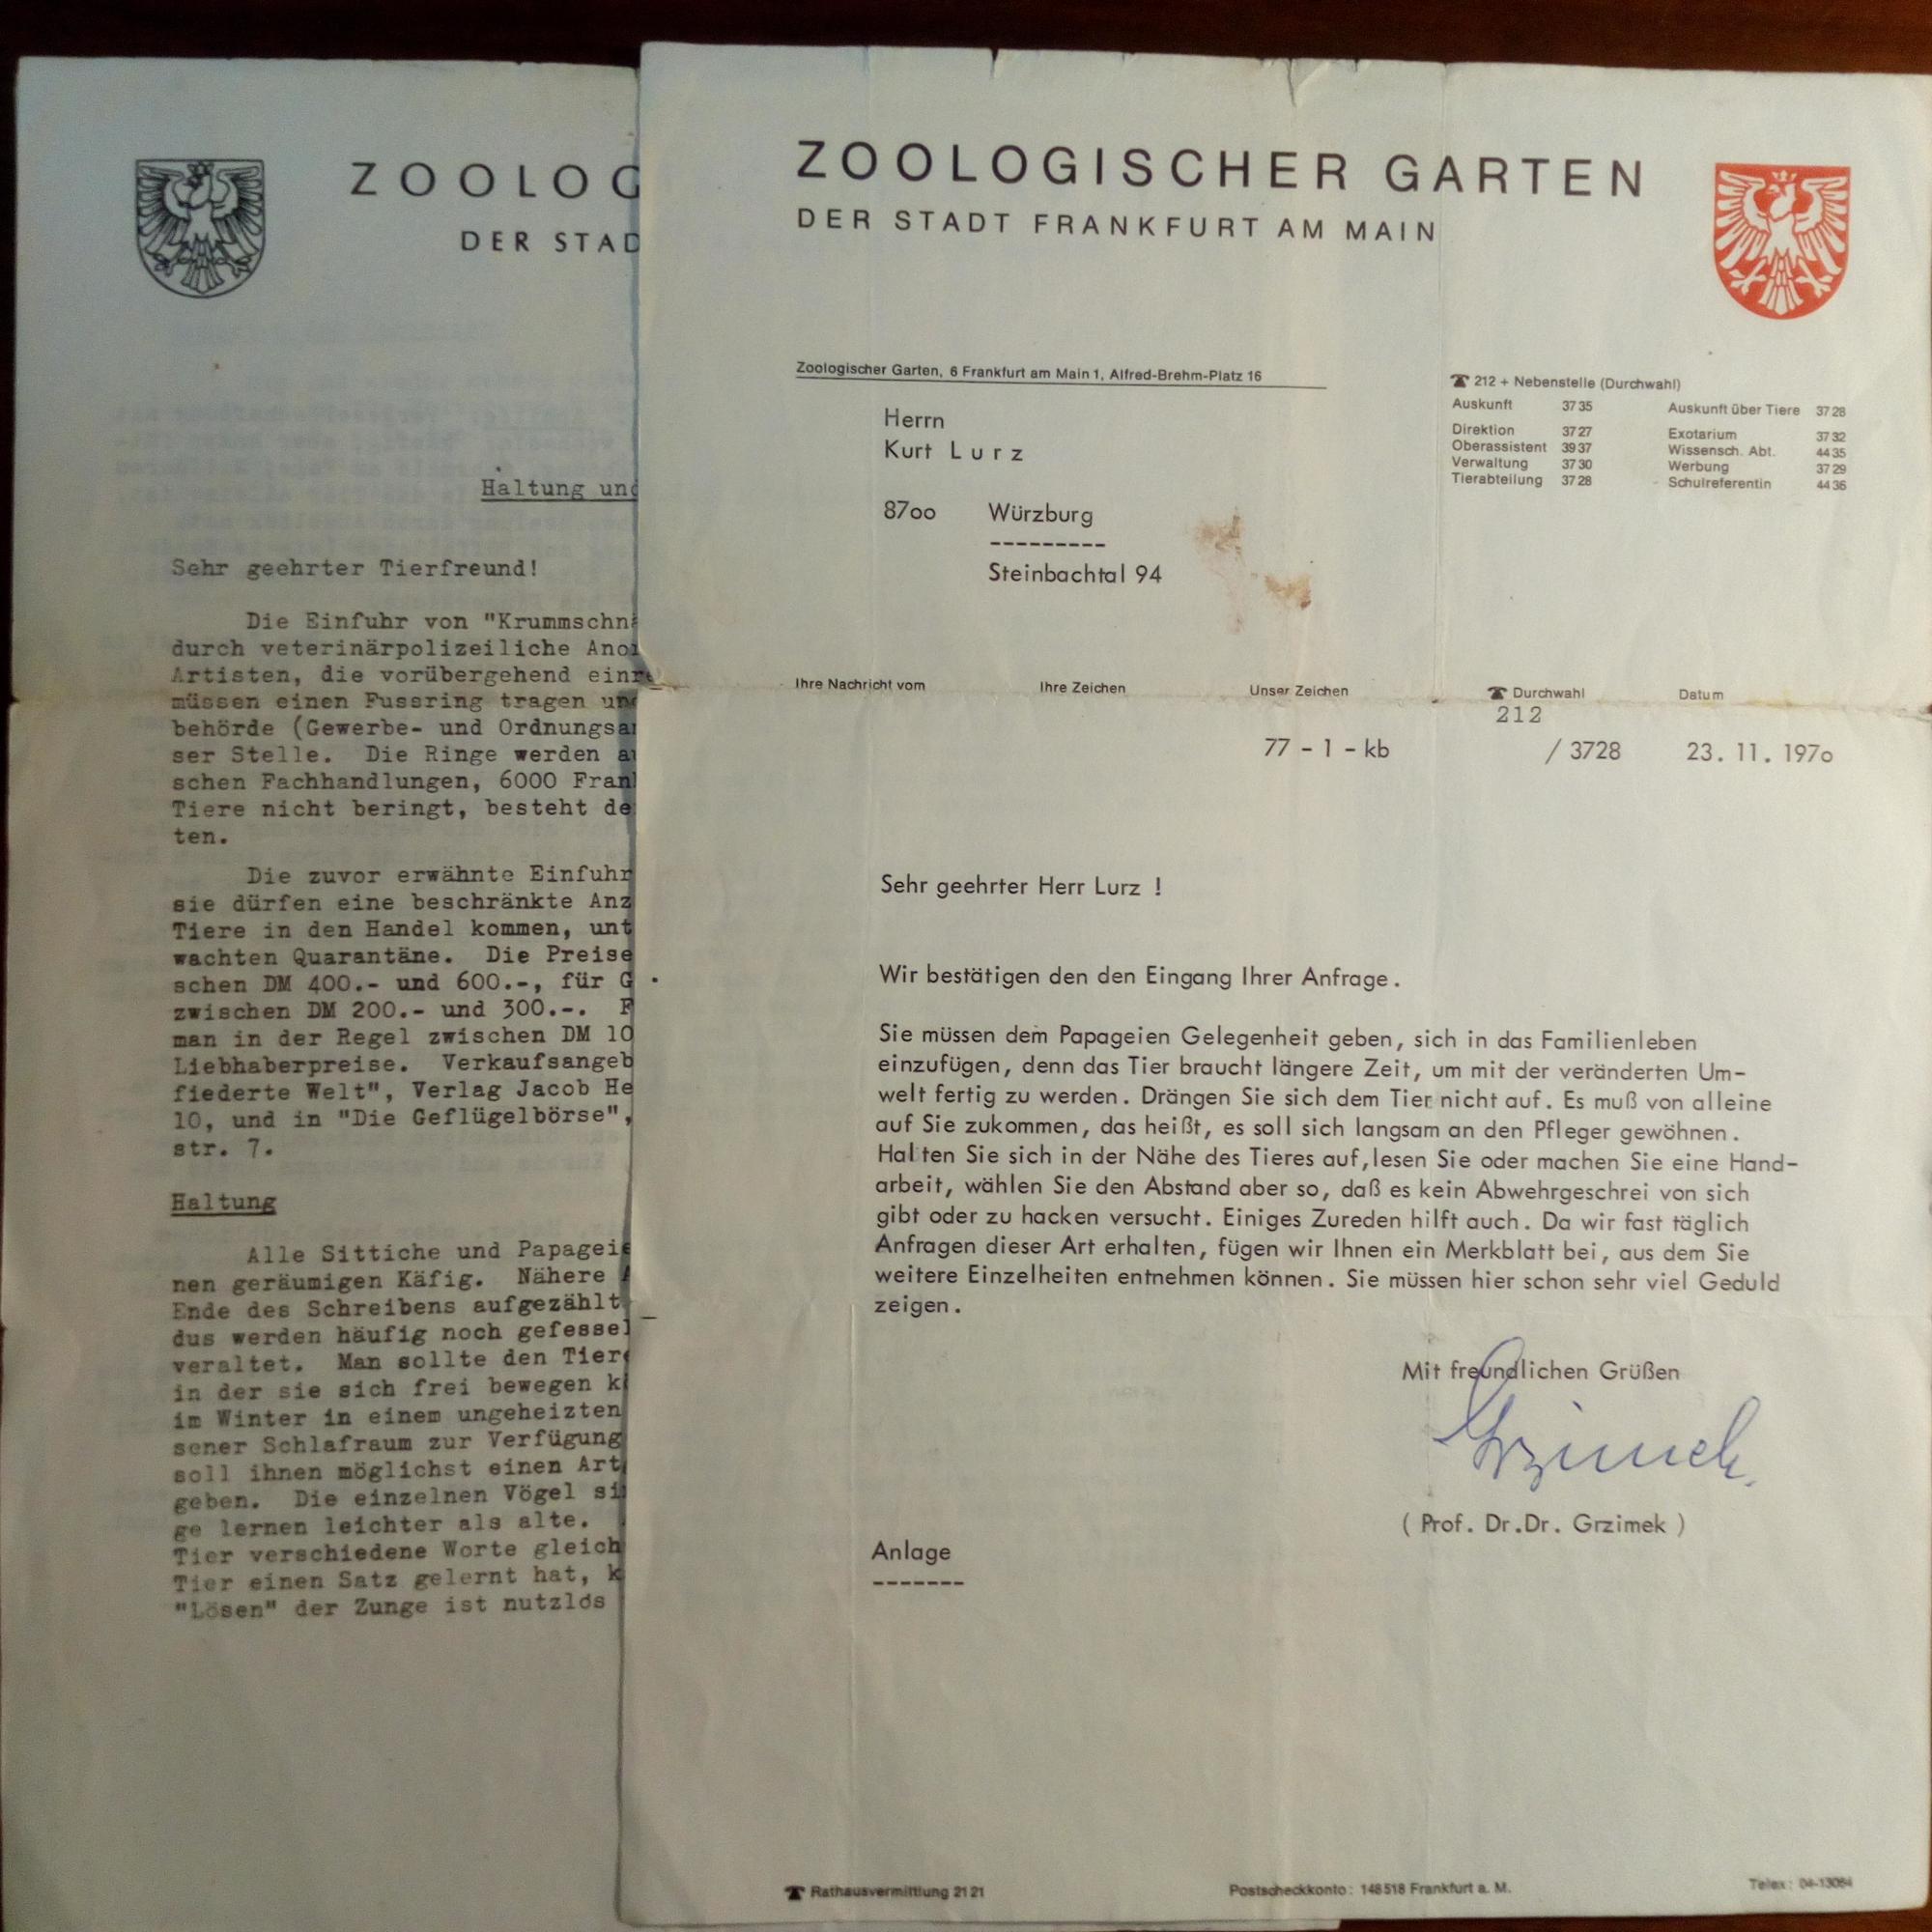 ZOOLOG
DER STAD
Haltung und
Sehr geehrter Tierfreund!
Die Einfuhr von "Krummschnä
durch veterinärpolizeiliche Anor
Artisten, die vorübergehend einre
müssen einen Fussring tragen und
behörde (Gewerbe- und Ordnungsam
ser Stelle. Die Ringe werden au
schen Fachhandlungen, 6000 Frank
Tiere nicht beringt, besteht de
ten.
Die zuvor erwähnte Einfuhr
sie dürfen eine beschränkte Anz
Tiere in den Handel kommen, unt
wachten Quarantäne. Die Preise
schen DM 400.- und 600.-, für G
zwischen DM 200.- und 300.-. F
man in der Regel zwischen DM 10
Liebhaberpreise. Verkaufsangeb
fiederte Welt", Verlag Jacob He
10, und in "Die Geflügelbörse",
str. 7.
Haltung
Alle Sittiche und Papageie
nen geräumigen Käfig. Nähere A
Ende des Schreibens aufgezählt
dus werden häufig noch gefessel
veraltet. Man sollte den Tiere
in der sie sich frei bewegen k
im Winter in einem ungeheizten
sener Schlafraum zur Verfügung
soll ihnen möglichst einen Art
geben. Die einzelnen Vögel si
ge lernen leichter als alte.
Tier verschiedene Worte gleich
Tier einen Satz gelernt hat, k
"Lösen" der Zunge ist nutzlos
ZOOLOGISCHER GARTEN
DER STADT FRANKFURT AM MAIN
Zoologischer Garten, 6 Frankfurt am Main 1, Alfred-Brehm-Platz 16
☎ 212 + Nebenstelle (Durchwahl)
Auskunft 37 35 Auskunft über Tiere 37 28
Direktion 37 27 Exotarium 37 32
Oberassistent 39 37 Wissensch. Abt. 44 35
Verwaltung 37 30 Werbung 37 29
Tierabteilung 37 28 Schulreferentin 44 36
Herrn
Kurt Lurz
87oo Würzburg
---------
Steinbachtal 94
Ihre Nachricht vom Ihre Zeichen Unser Zeichen ☎ Durchwahl Datum
212
77 - 1 - kb / 3728 23. 11. 197o
Sehr geehrter Herr Lurz !
Wir bestätigen den den Eingang Ihrer Anfrage.
Sie müssen dem Papageien Gelegenheit geben, sich in das Familienleben
einzufügen, denn das Tier braucht längere Zeit, um mit der veränderten Um-
welt fertig zu werden. Drängen Sie sich dem Tier nicht auf. Es muß von alleine
auf Sie zukommen, das heißt, es soll sich langsam an den Pfleger gewöhnen.
Halten Sie sich in der Nähe des Tieres auf,lesen Sie oder machen Sie eine Hand-
arbeit, wählen Sie den Abstand aber so, daß es kein Abwehrgeschrei von sich
gibt oder zu hacken versucht. Einiges Zureden hilft auch. Da wir fast täglich
Anfragen dieser Art erhalten, fügen wir Ihnen ein Merkblatt bei, aus dem Sie
weitere Einzelheiten entnehmen können. Sie müssen hier schon sehr viel Geduld
zeigen.
Mit freundlichen Grüßen
Grzimek
( Prof. Dr.Dr. Grzimek )
Anlage
-------
☎ Rathausvermittlung 21 21 Postscheckkonto: 148518 Frankfurt a. M. Telex: 04-13064